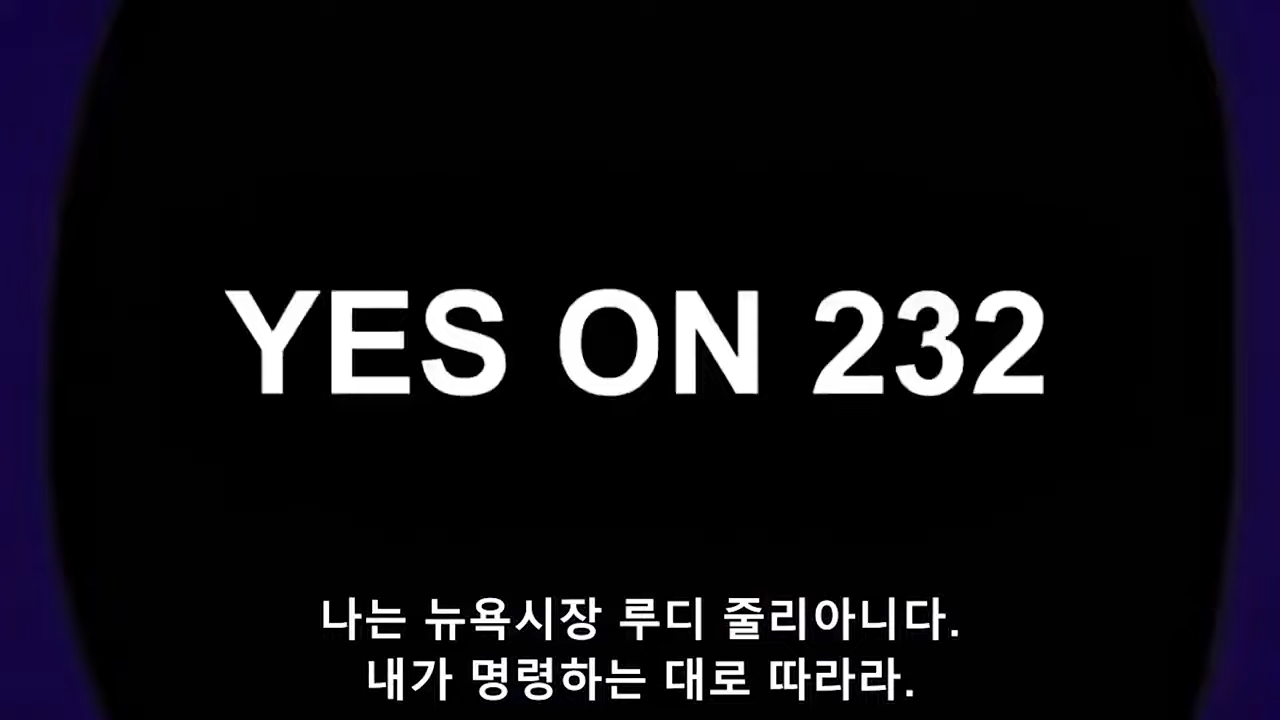 YES ON 232
나는 뉴욕시장 루디 줄리아니다.
내가 명령하는 대로 따라라.